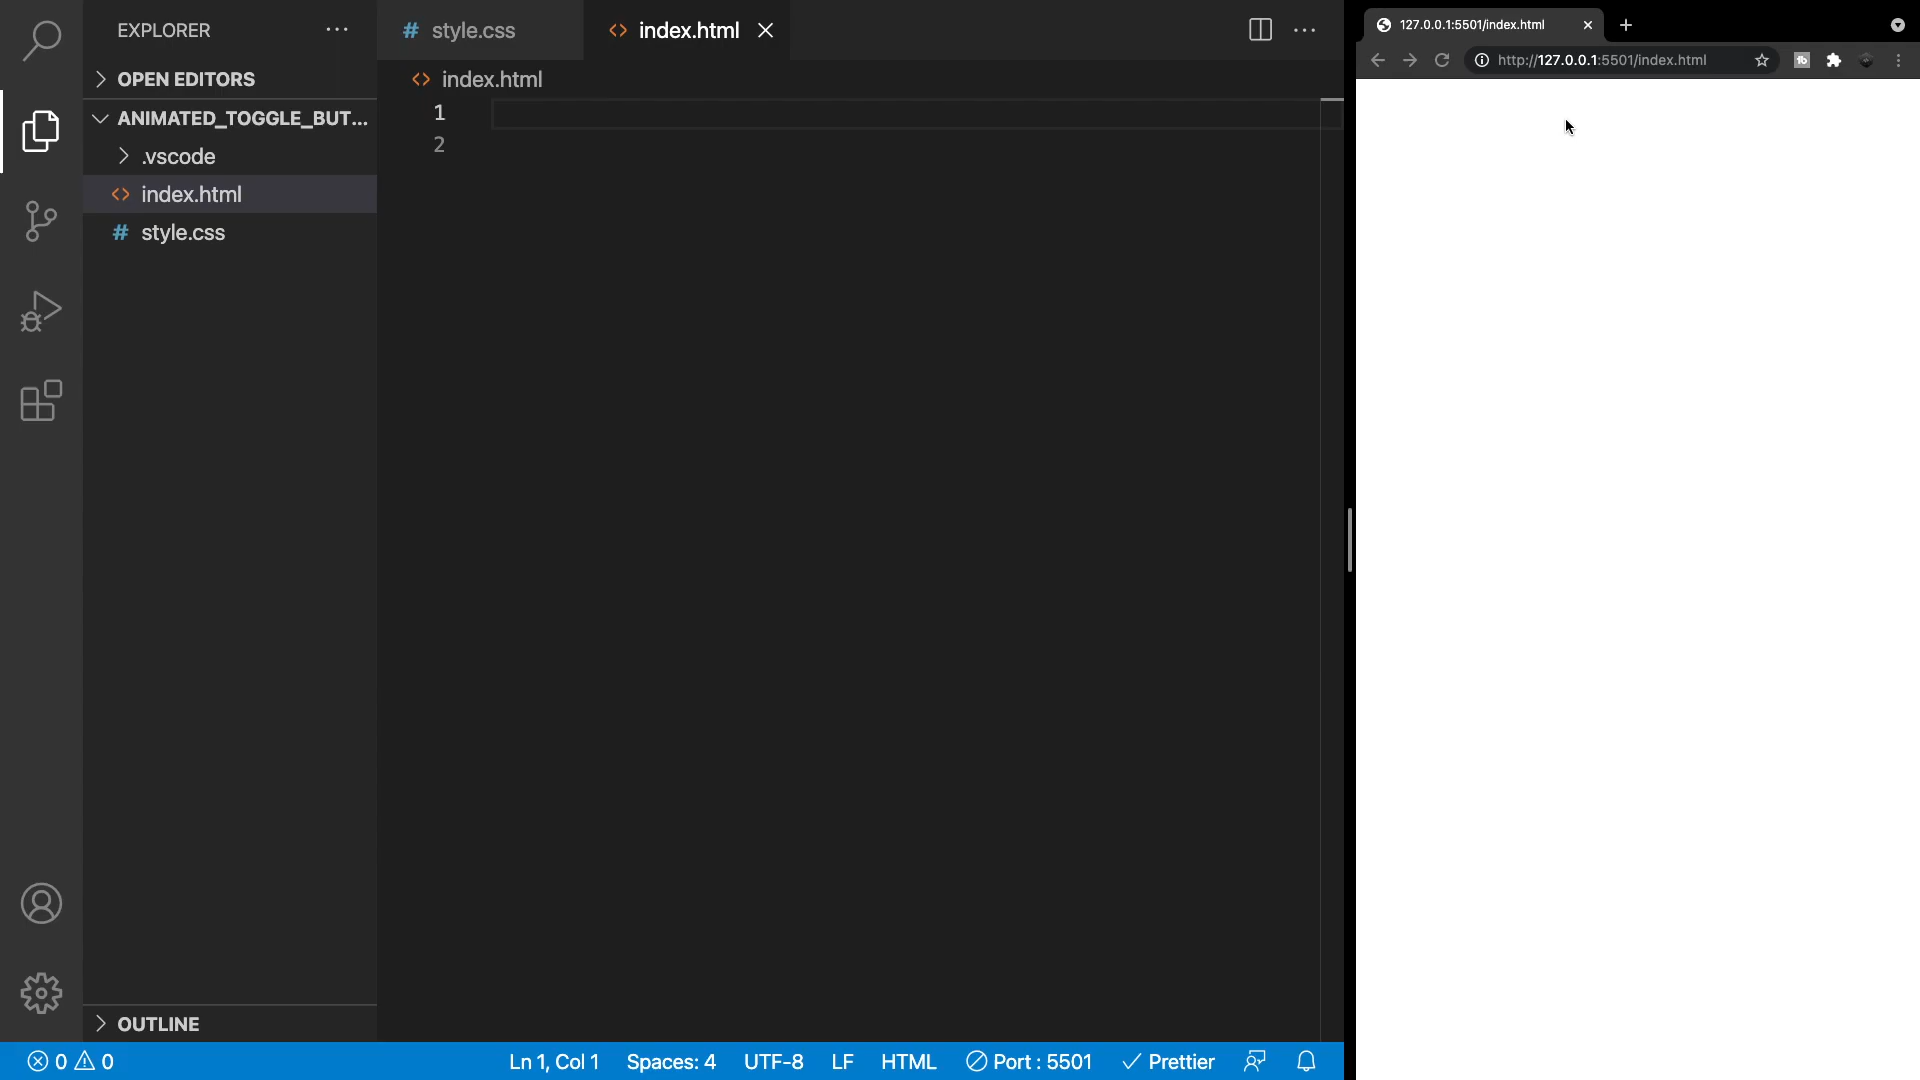 EXPLORER
OPEN EDITORS
ANIMATED_TOGGLE_BUT...
.vscode
index.html
style.css
OUTLINE
style.css
index.html
index.html
1
2
0 0
Ln 1, Col 1
Spaces: 4
UTF-8
LF
HTML
Port : 5501
Prettier
127.0.0.1:5501/index.html
http://127.0.0.1:5501/index.html